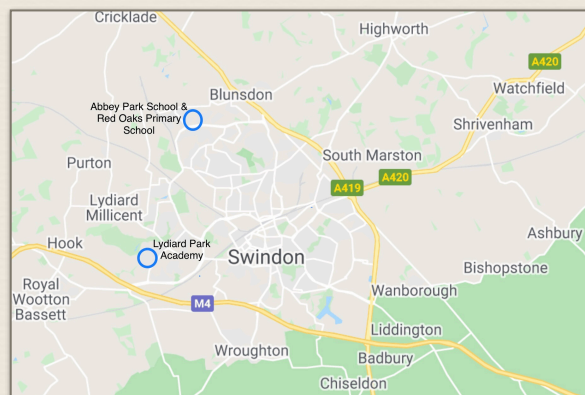 Cricklade
Highworth
A420
Watchfield
Blunsdon
Abbey Park School &
Red Oaks Primary
School
Shrivenham
South Marston
Purton
A420
A419
Lydiard
Millicent
Ashbury
Hook
Lydiard Park
Academy
Swindon
Bishopstone
Royal
Wootton
Bassett
Wanborough
M4
Liddington
Wroughton
Badbury
Chiseldon